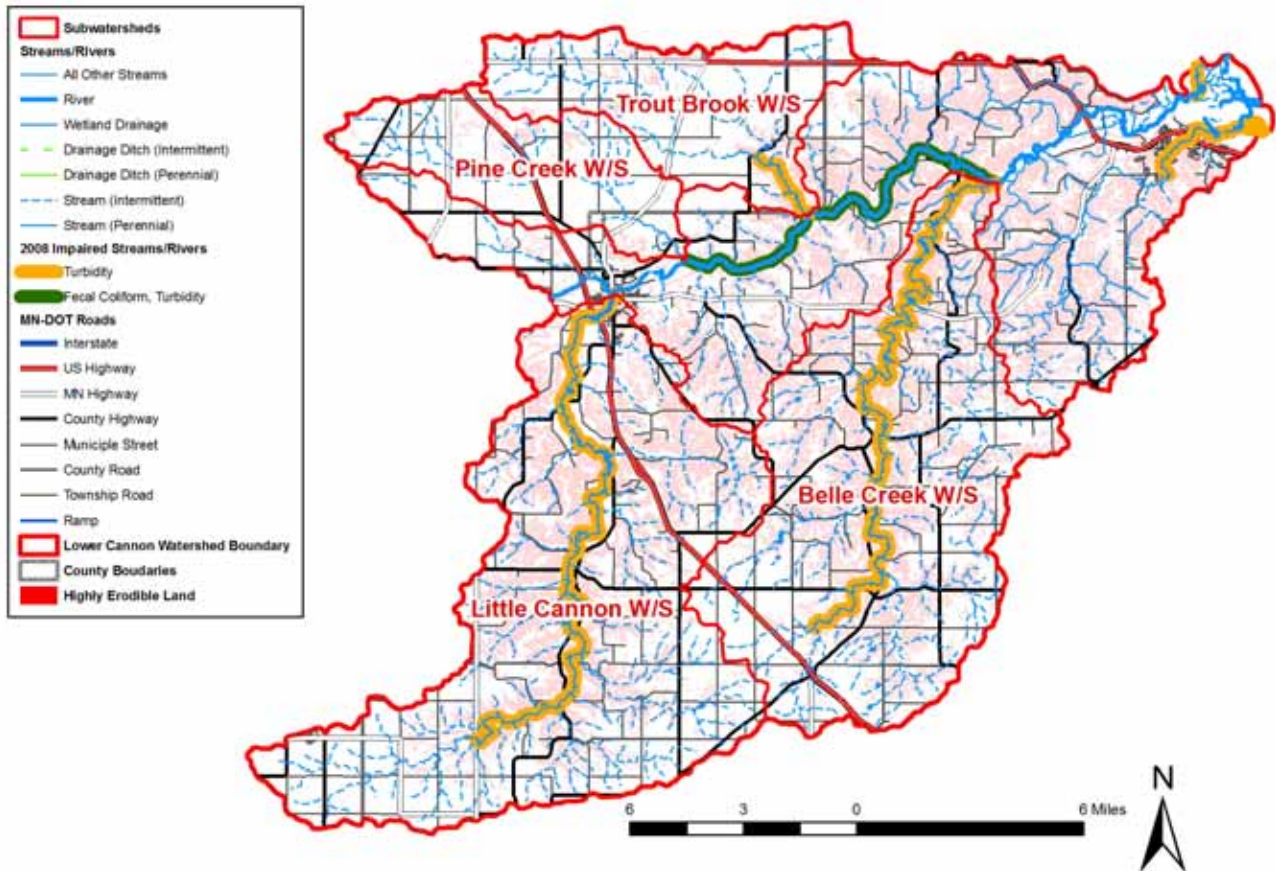 Subwatersheds
Streams/Rivers
All Other Streams
River
Wetland Drainage
Drainage Ditch (Intermittent)
Drainage Ditch (Perennial)
Stream (Intermittent)
Stream (Perennial)
2008 Impaired Streams/Rivers
Turbidity
Fecal Coliform, Turbidity
MN-DOT Roads
Interstate
US Highway
MN Highway
County Highway
Municiple Street
County Road
Township Road
Ramp
Lower Cannon Watershed Boundary
County Boudaries
Highly Erodible Land
Trout Brook W/S
Pine Creek W/S
Belle Creek W/S
Little Cannon W/S
N
6 3 0 6 Miles